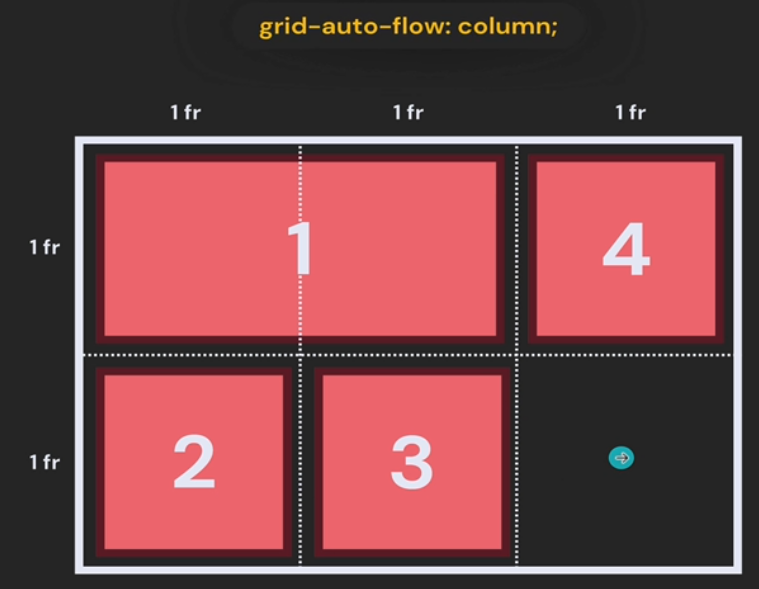 grid-auto-flow: column;
1 fr 1 fr 1 fr
1 fr 1 4
1 fr 2 3